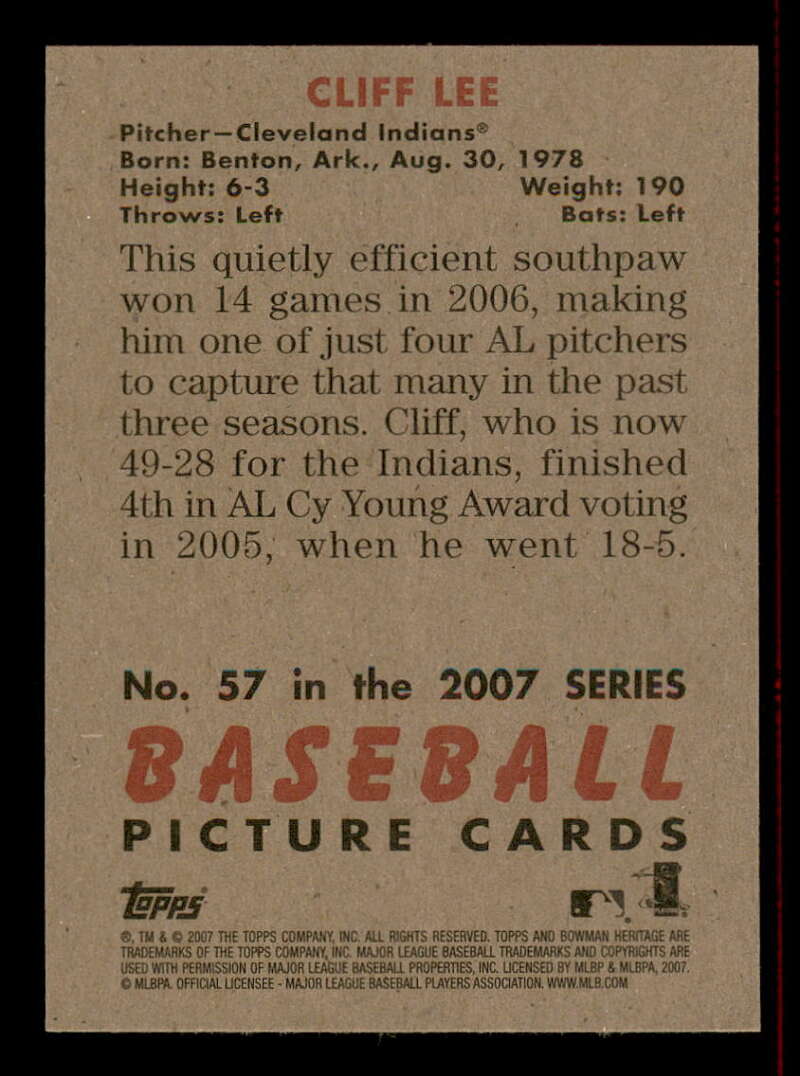 CLIFF LEE
Pitcher—Cleveland Indians®
Born: Benton, Ark., Aug. 30, 1978
Height: 6-3 Weight: 190
Throws: Left Bats: Left
This quietly efficient southpaw
won 14 games in 2006, making
him one of just four AL pitchers
to capture that many in the past
three seasons. Cliff, who is now
49-28 for the Indians, finished
4th in AL Cy Young Award voting
in 2005, when he went 18-5.
No. 57 in the 2007 SERIES
BASEBALL
PICTURE CARDS
topps
®, TM & © 2007 THE TOPPS COMPANY, INC. ALL RIGHTS RESERVED. TOPPS AND BOWMAN HERITAGE ARE
TRADEMARKS OF THE TOPPS COMPANY, INC. MAJOR LEAGUE BASEBALL TRADEMARKS AND COPYRIGHTS ARE
USED WITH PERMISSION OF MAJOR LEAGUE BASEBALL PROPERTIES, INC. LICENSED BY MLBP & MLBPA, 2007.
© MLBPA. OFFICIAL LICENSEE - MAJOR LEAGUE BASEBALL PLAYERS ASSOCIATION. WWW.MLB.COM